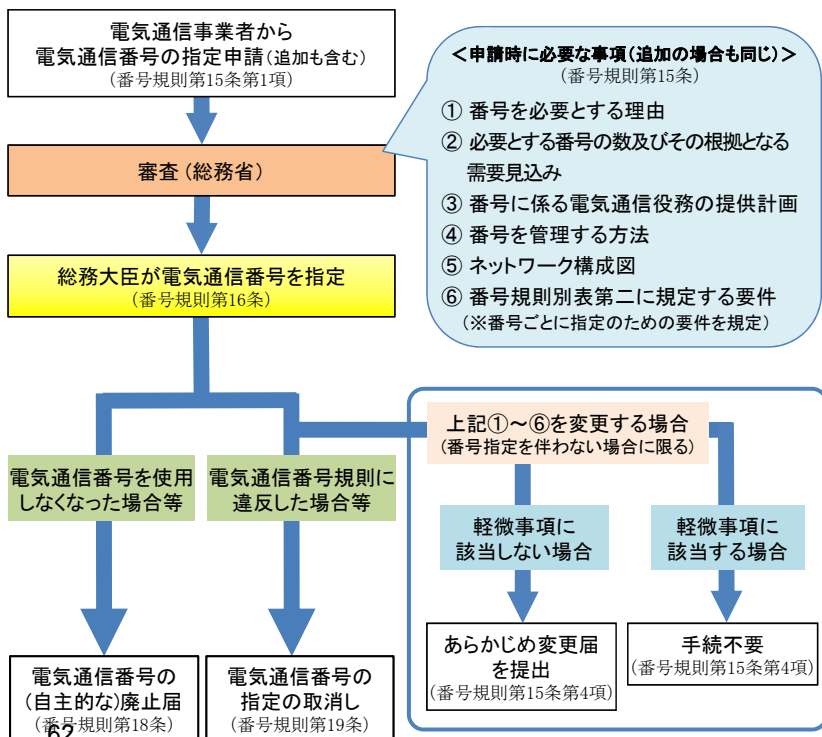 電気通信事業者から
電気通信番号の指定申請(追加も含む)
(番号規則第15条第1項)
審査(総務省)
総務大臣が電気通信番号を指定
(番号規則第16条)
<申請時に必要な事項(追加の場合も同じ)>
(番号規則第15条)
① 番号を必要とする理由
② 必要とする番号の数及びその根拠となる
需要見込み
③ 番号に係る電気通信役務の提供計画
④ 番号を管理する方法
⑤ ネットワーク構成図
⑥ 番号規則別表第二に規定する要件
(※番号ごとに指定のための要件を規定)
上記①~⑥を変更する場合
(番号指定を伴わない場合に限る)
電気通信番号を使用
しなくなった場合等
電気通信番号規則に
違反した場合等
軽微事項に
該当しない場合
軽微事項に
該当する場合
あらかじめ変更届
を提出
(番号規則第15条第4項)
手続不要
(番号規則第15条第4項)
電気通信番号の
(自主的な)廃止届
(番号規則第18条)
電気通信番号の
指定の取消し
(番号規則第19条)
62